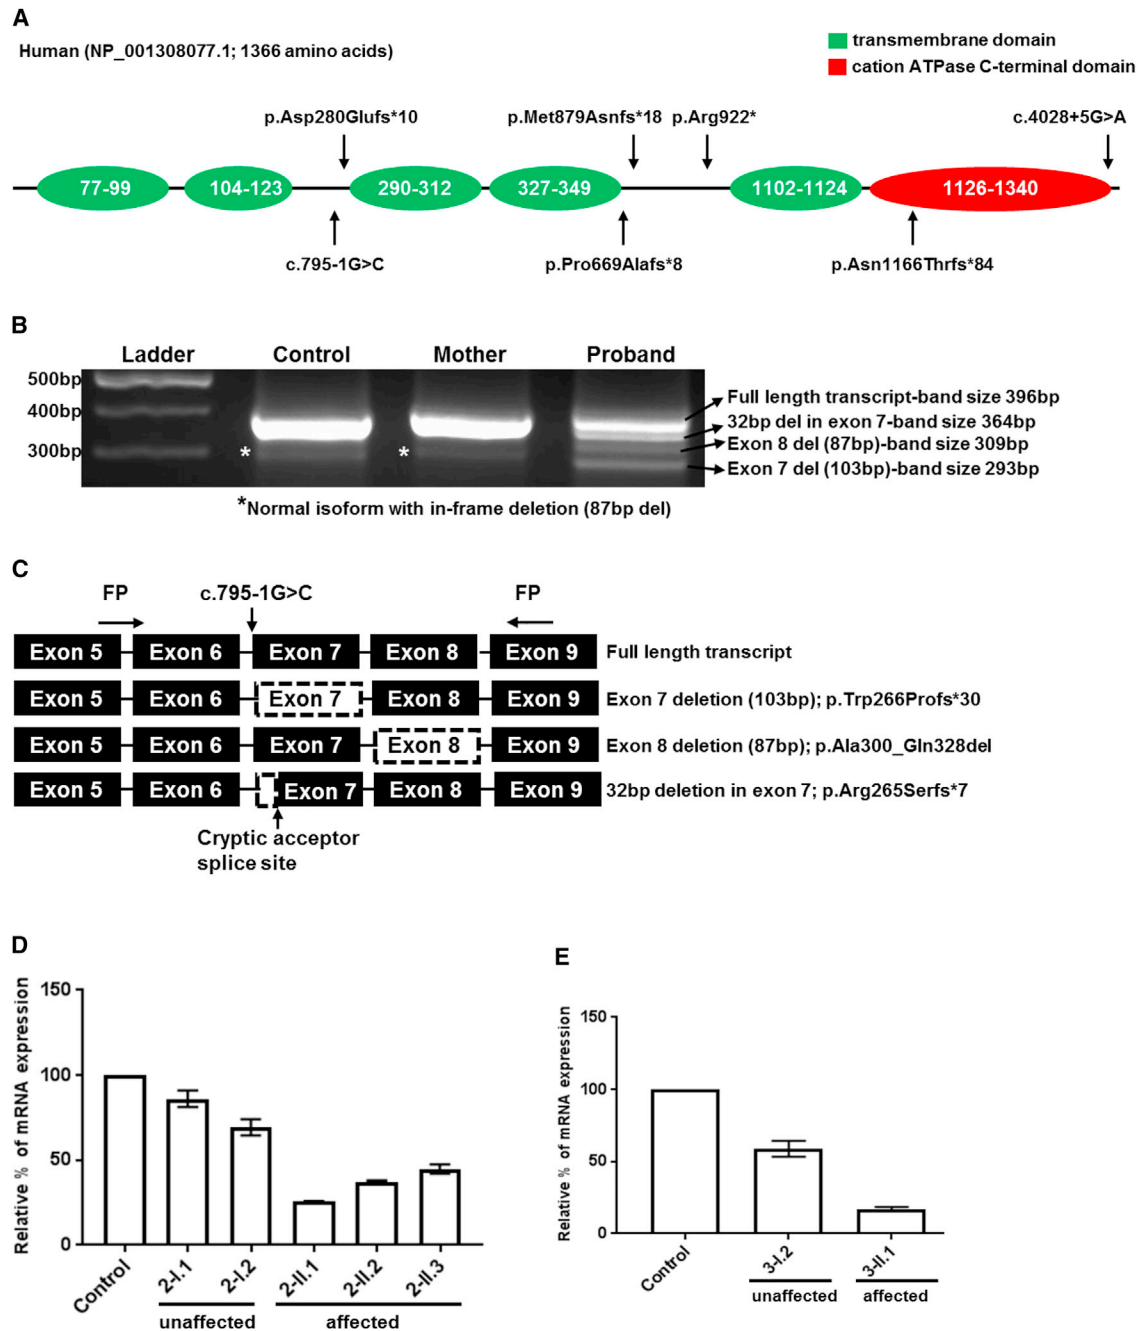 A
Human (NP_001308077.1; 1366 amino acids)
transmembrane domain
cation ATPase C-terminal domain
p.Asp280Glufs*10
p.Met879Asnfs*18
p.Arg922*
c.4028+5G>A
77-99
104-123
290-312
327-349
1102-1124
1126-1340
c.795-1G>C
p.Pro669Alafs*8
p.Asn1166Thrfs*84
B
Ladder
Control
Mother
Proband
500bp
400bp
300bp
*
*
Full length transcript-band size 396bp
32bp del in exon 7-band size 364bp
Exon 8 del (87bp)-band size 309bp
Exon 7 del (103bp)-band size 293bp
*Normal isoform with in-frame deletion (87bp del)
C
FP
c.795-1G>C
FP
Exon 5 Exon 6 Exon 7 Exon 8 Exon 9 Full length transcript
Exon 5 Exon 6 Exon 7 Exon 8 Exon 9 Exon 7 deletion (103bp); p.Trp266Profs*30
Exon 5 Exon 6 Exon 7 Exon 8 Exon 9 Exon 8 deletion (87bp); p.Ala300_Gln328del
Exon 5 Exon 6 Exon 7 Exon 8 Exon 9 32bp deletion in exon 7; p.Arg265Serfs*7
Cryptic acceptor
splice site
D
Relative % of mRNA expression
150
100
50
0
Control
2-I.1
2-I.2
2-II.1
2-II.2
2-II.3
unaffected
affected
E
Relative % of mRNA expression
150
100
50
0
Control
3-I.2
3-II.1
unaffected
affected